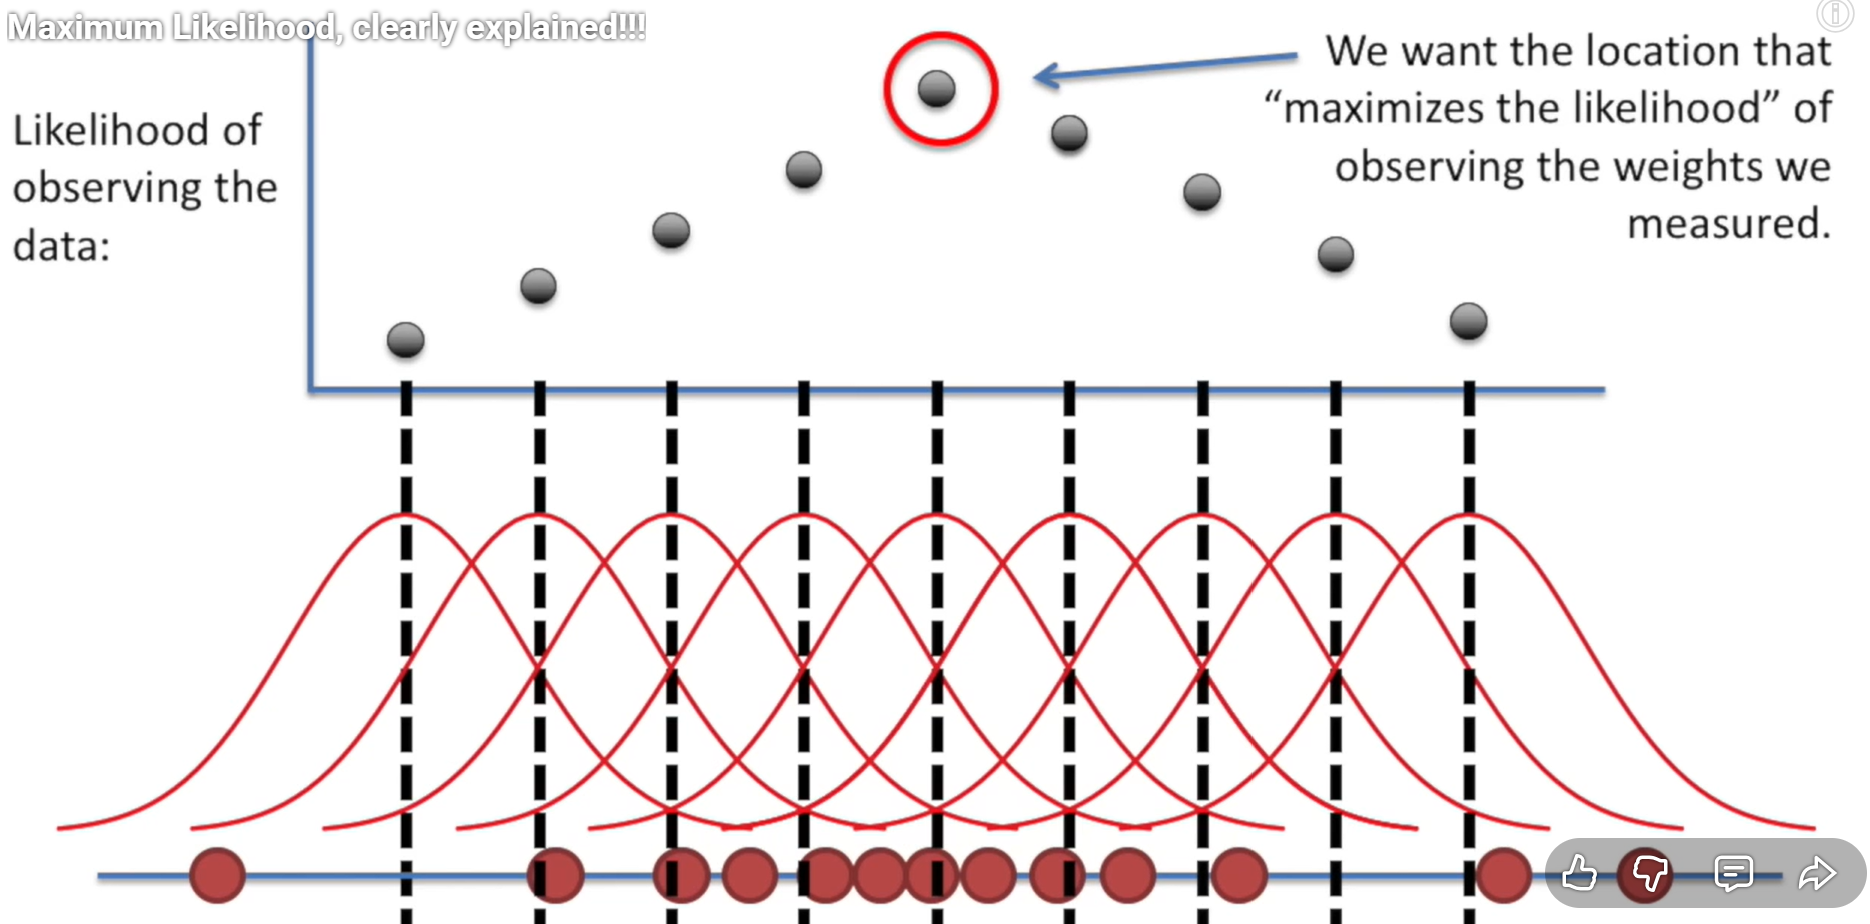 Maximum Likelihood, clearly explained!!!
Likelihood of
observing the
data:
We want the location that
“maximizes the likelihood” of
observing the weights we
measured.